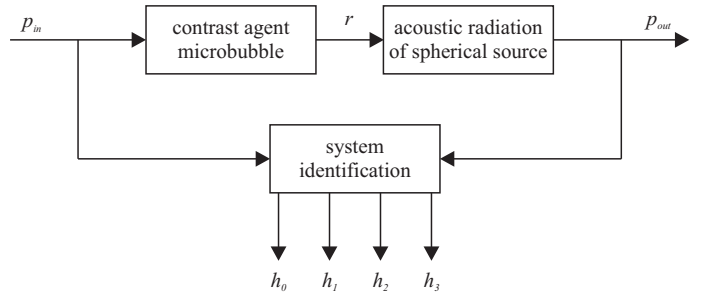 p_in
contrast agent
microbubble
r
acoustic radiation
of spherical source
p_out
system
identification
h_0
h_1
h_2
h_3